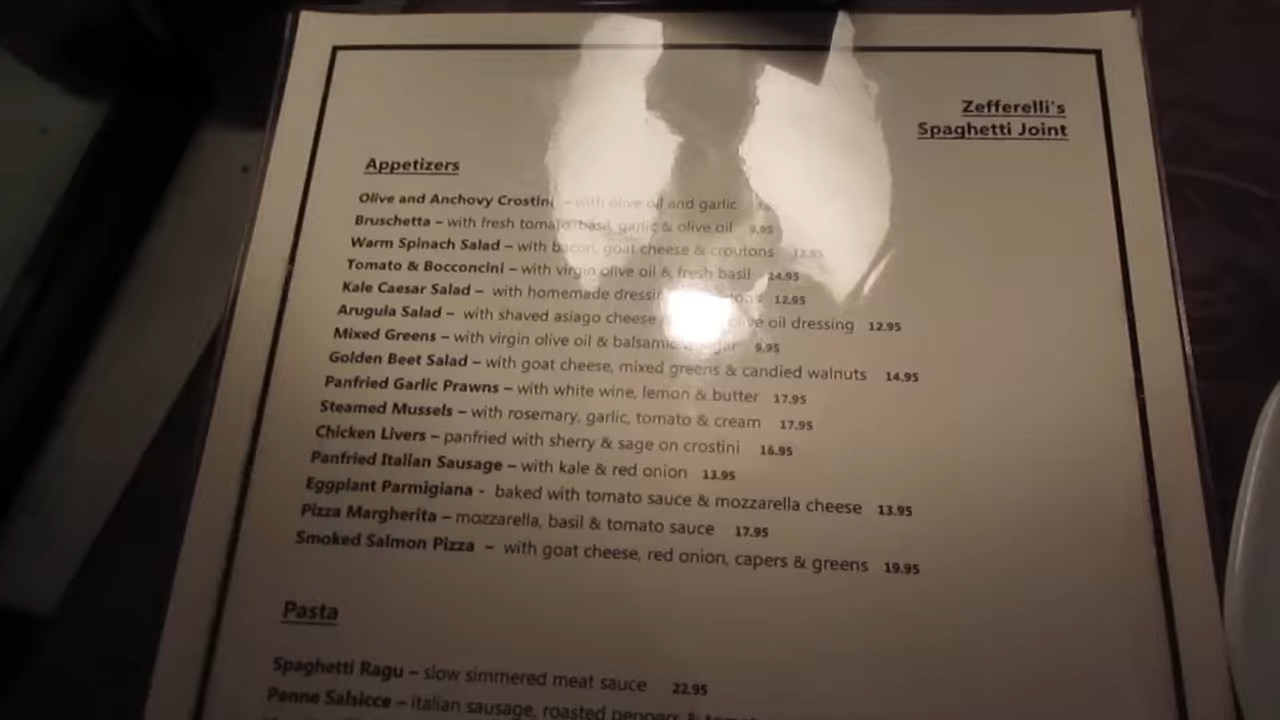 Zefferelli's
Spaghetti Joint
Appetizers
Olive and Anchovy Crostini – with olive oil and garlic
Bruschetta – with fresh tomato basil, garlic & olive oil 9.95
Warm Spinach Salad – with bacon, goat cheese & croutons 12.95
Tomato & Bocconcini – with virgin olive oil & fresh basil 14.95
Kale Caesar Salad – with homemade 12.95
Arugula Salad – with shaved asiago cheese oil dressing 12.95
Mixed Greens – with virgin olive oil & balsamic 9.95
Golden Beet Salad – with goat cheese, mixed greens & candied walnuts 14.95
Panfried Garlic Prawns – with white wine, lemon & butter 17.95
Steamed Mussels – with rosemary, garlic, tomato & cream 17.95
Chicken Livers – panfried with sherry & sage on crostini 16.95
Panfried Italian Sausage – with kale & red onion 13.95
Eggplant Parmigiana - baked with tomato sauce & mozzarella cheese 13.95
Pizza Margherita – mozzarella, basil & tomato sauce 17.95
Smoked Salmon Pizza – with goat cheese, red onion, capers & greens 19.95
Pasta
Spaghetti Ragu – slow simmered meat sauce 22.95
Penne Salsicce – italian sausage, roasted peppers &